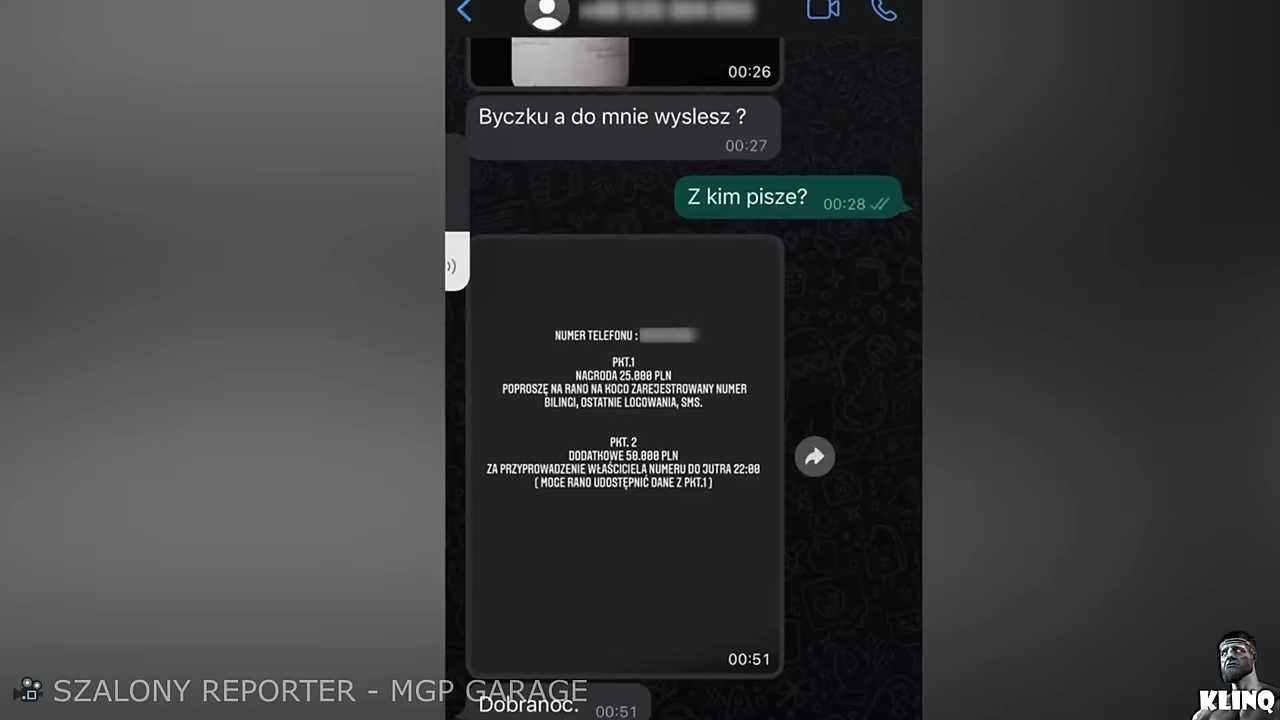 00:26
Byczku a do mnie wyslesz ?
00:27
Z kim pisze?
00:28
NUMER TELEFONU :
PKT.1
NAGRODA 25.000 PLN
POPROSZĘ NA RANO NA KOGO ZAREJESTROWANY NUMER
BILINGI, OSTATNIE LOGOWANIA, SMS.
PKT. 2
DODATKOWE 50.000 PLN
ZA PRZYPROWADZENIE WŁAŚCICIELA NUMERU DO JUTRA 22:00
( MOGE RANO UDOSTĘPNIĆ DANE Z PKT.1 )
00:51
Dobranoc.
00:51
SZALONY REPORTER - MGP GARAGE
KLINQ